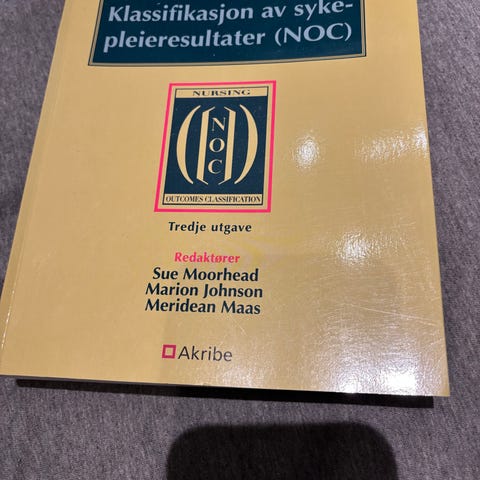 Klassifikasjon av syke-
pleieresultater (NOC)
NURSING
NOC
OUTCOMES CLASSIFICATION
Tredje utgave
Redaktører
Sue Moorhead
Marion Johnson
Meridean Maas
Akribe